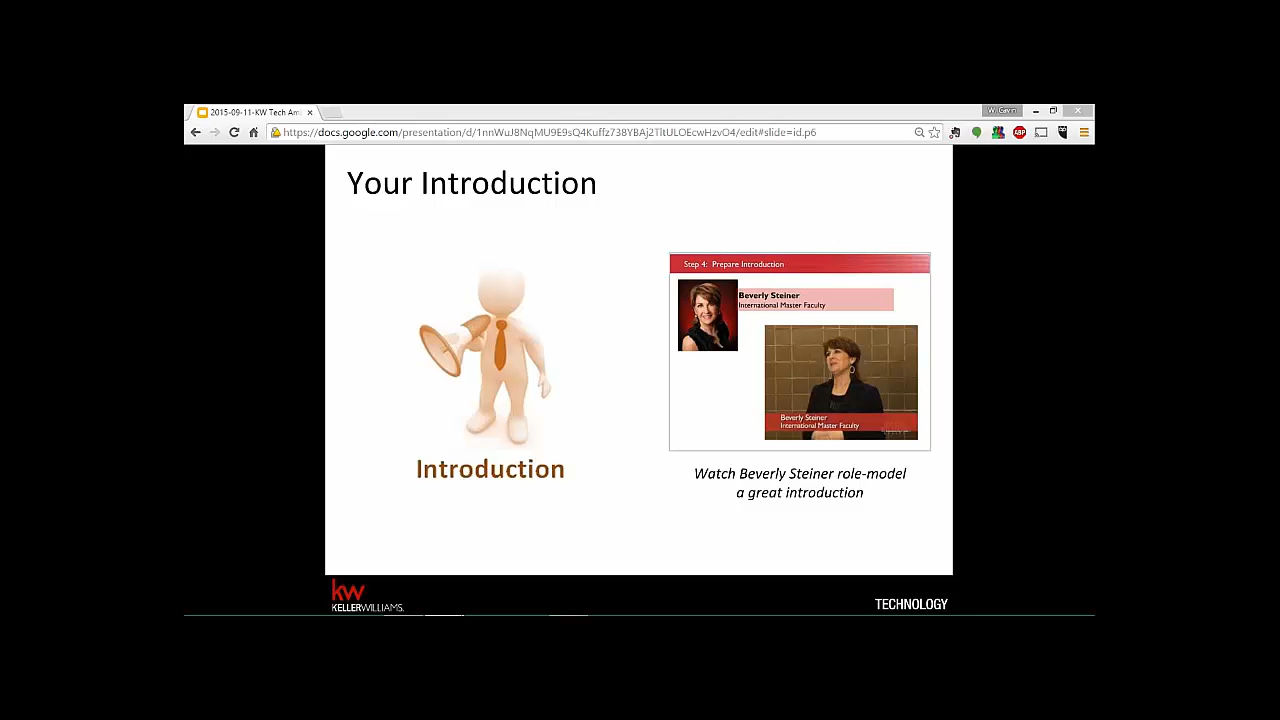 2015-09-11-KW Tech Am
W. Gavin
https://docs.google.com/presentation/d/1nnWuJ8NqMU9E9sQ4Kuffz738YBAj2TltULOEcwHzvO4/edit#slide=id.p6
ABP
Your Introduction
Introduction
Step 4: Prepare Introduction
Beverly Steiner
International Master Faculty
Beverly Steiner
International Master Faculty
Watch Beverly Steiner role-model
a great introduction
kw
KELLERWILLIAMS.
TECHNOLOGY